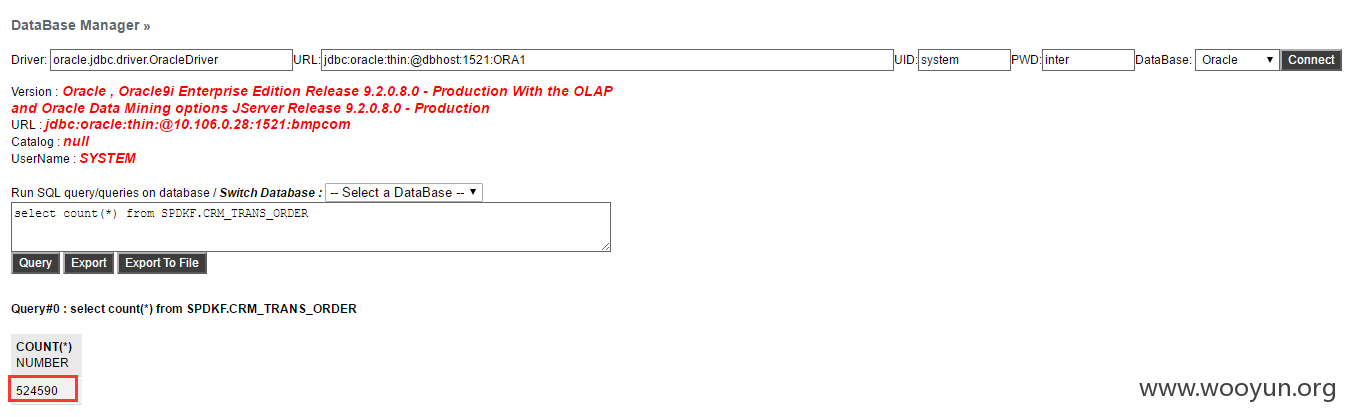 DataBase Manager »
Driver: oracle.jdbc.driver.OracleDriver URL: jdbc:oracle:thin:@dbhost:1521:ORA1 UID: system PWD: inter DataBase: Oracle Connect
Version : Oracle , Oracle9i Enterprise Edition Release 9.2.0.8.0 - Production With the OLAP
and Oracle Data Mining options JServer Release 9.2.0.8.0 - Production
URL : jdbc:oracle:thin:@10.106.0.28:1521:bmpcom
Catalog : null
UserName : SYSTEM
Run SQL query/queries on database / Switch Database : -- Select a DataBase --
select count(*) from SPDKF.CRM_TRANS_ORDER
Query Export Export To File
Query#0 : select count(*) from SPDKF.CRM_TRANS_ORDER
COUNT(*)
NUMBER
524590
www.wooyun.org